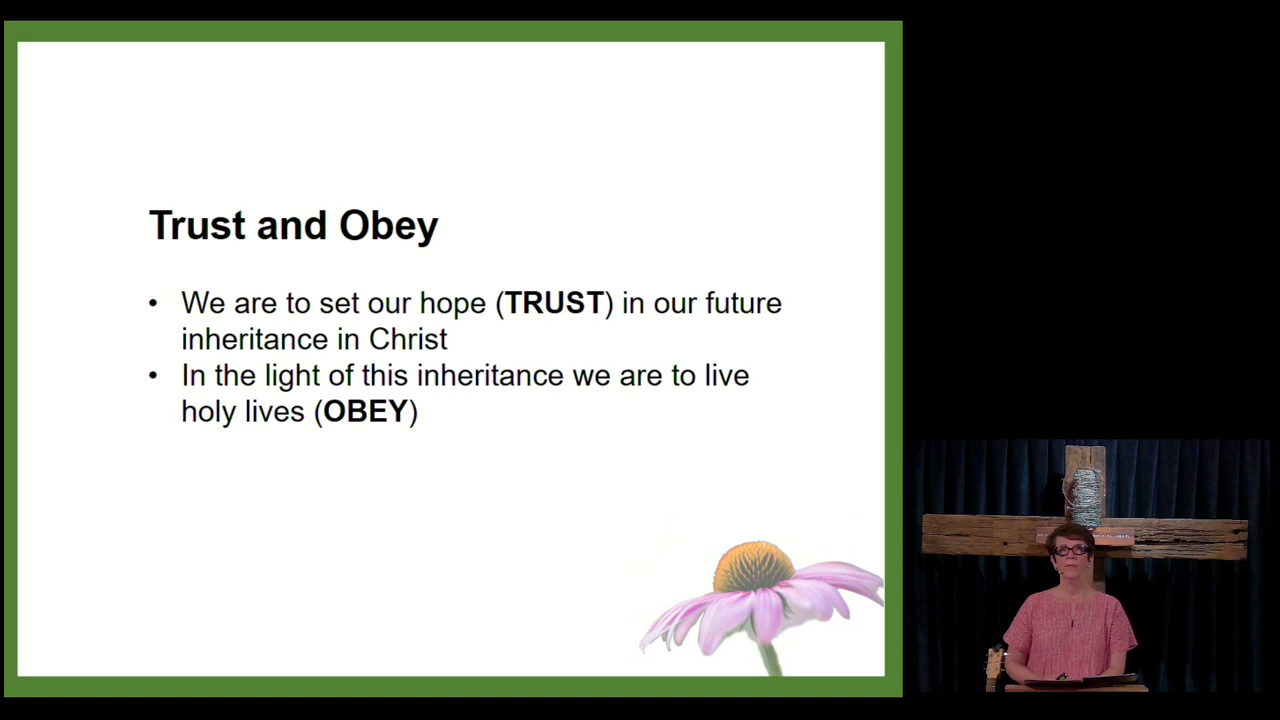 Trust and Obey
• We are to set our hope (TRUST) in our future
inheritance in Christ
• In the light of this inheritance we are to live
holy lives (OBEY)